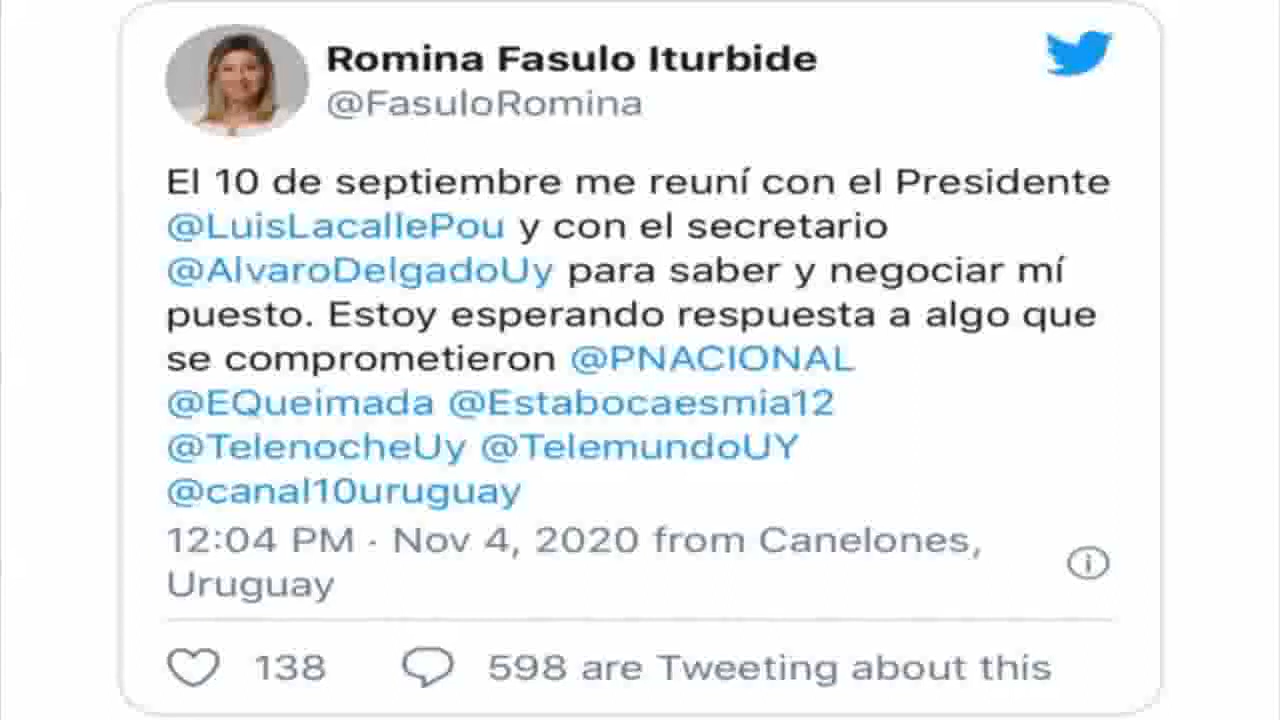 Romina Fasulo Iturbide
@FasuloRomina
El 10 de septiembre me reuní con el Presidente
@LuisLacallePou y con el secretario
@AlvaroDelgadoUy para saber y negociar mí
puesto. Estoy esperando respuesta a algo que
se comprometieron @PNACIONAL
@EQueimada @Estabocaesmia12
@TelenocheUy @TelemundoUY
@canal10uruguay
12:04 PM · Nov 4, 2020 from Canelones,
Uruguay
138 598 are Tweeting about this